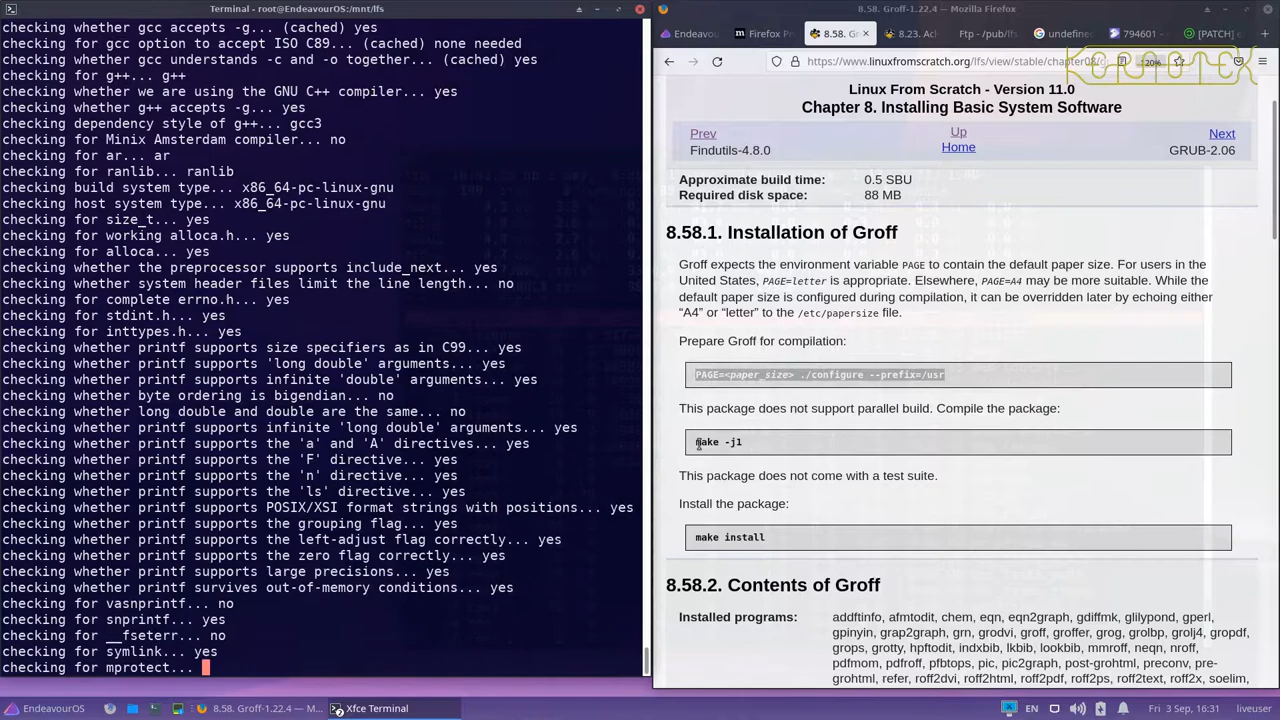 Terminal - root@EndeavourOS:/mnt/lfs
checking whether gcc accepts -g... (cached) yes
checking for gcc option to accept ISO C89... (cached) none needed
checking whether gcc understands -c and -o together... (cached) yes
checking for g++... g++
checking whether we are using the GNU C++ compiler... yes
checking whether g++ accepts -g... yes
checking dependency style of g++... gcc3
checking for Minix Amsterdam compiler... no
checking for ar... ar
checking for ranlib... ranlib
checking build system type... x86_64-pc-linux-gnu
checking host system type... x86_64-pc-linux-gnu
checking for size_t... yes
checking for working alloca.h... yes
checking for alloca... yes
checking whether the preprocessor supports include_next... yes
checking whether system header files limit the line length... no
checking for complete errno.h... yes
checking for stdint.h... yes
checking for inttypes.h... yes
checking whether printf supports size specifiers as in C99... yes
checking whether printf supports 'long double' arguments... yes
checking whether printf supports infinite 'double' arguments... yes
checking whether byte ordering is bigendian... no
checking whether long double and double are the same... no
checking whether printf supports infinite 'long double' arguments... yes
checking whether printf supports the 'a' and 'A' directives... yes
checking whether printf supports the 'F' directive... yes
checking whether printf supports the 'n' directive... yes
checking whether printf supports the 'ls' directive... yes
checking whether printf supports POSIX/XSI format strings with positions... yes
checking whether printf supports the grouping flag... yes
checking whether printf supports the left-adjust flag correctly... yes
checking whether printf supports the zero flag correctly... yes
checking whether printf supports large precisions... yes
checking whether printf survives out-of-memory conditions... yes
checking for vasnprintf... no
checking for snprintf... yes
checking for __fseterr... no
checking for symlink... yes
checking for mprotect...
8.58. Groff-1.22.4 — Mozilla Firefox
Endeavou
Firefox Pr
8.58. Gr
8.23. Ac
Ftp - /pub/lfs
undefined
794601 -
[PATCH] e
https://www.linuxfromscratch.org/lfs/view/stable/chapter08/
120%
Linux From Scratch - Version 11.0
Chapter 8. Installing Basic System Software
Prev
Up
Next
Findutils-4.8.0
Home
GRUB-2.06
Approximate build time: 0.5 SBU
Required disk space: 88 MB
8.58.1. Installation of Groff
Groff expects the environment variable PAGE to contain the default paper size. For users in the
United States, PAGE=letter is appropriate. Elsewhere, PAGE=A4 may be more suitable. While the
default paper size is configured during compilation, it can be overridden later by echoing either
“A4” or “letter” to the /etc/papersize file.
Prepare Groff for compilation:
PAGE=<paper_size> ./configure --prefix=/usr
This package does not support parallel build. Compile the package:
make -j1
This package does not come with a test suite.
Install the package:
make install
8.58.2. Contents of Groff
Installed programs: addftinfo, afmtodit, chem, eqn, eqn2graph, gdiffmk, glilypond, gperl,
gpinyin, grap2graph, grn, grodvi, groff, groffer, grog, grolbp, grolj4, gropdf,
grops, grotty, hpftodit, indxbib, lkbib, lookbib, mmroff, neqn, nroff,
pdfmom, pdfroff, pfbtops, pic, pic2graph, post-grohtml, preconv, pre-
grohtml, refer, roff2dvi, roff2html, roff2pdf, roff2ps, roff2text, roff2x, soelim,
EndeavourOS
8.58. Groff-1.22.4 — M...
Xfce Terminal
EN
Fri 3 Sep, 16:31
liveuser